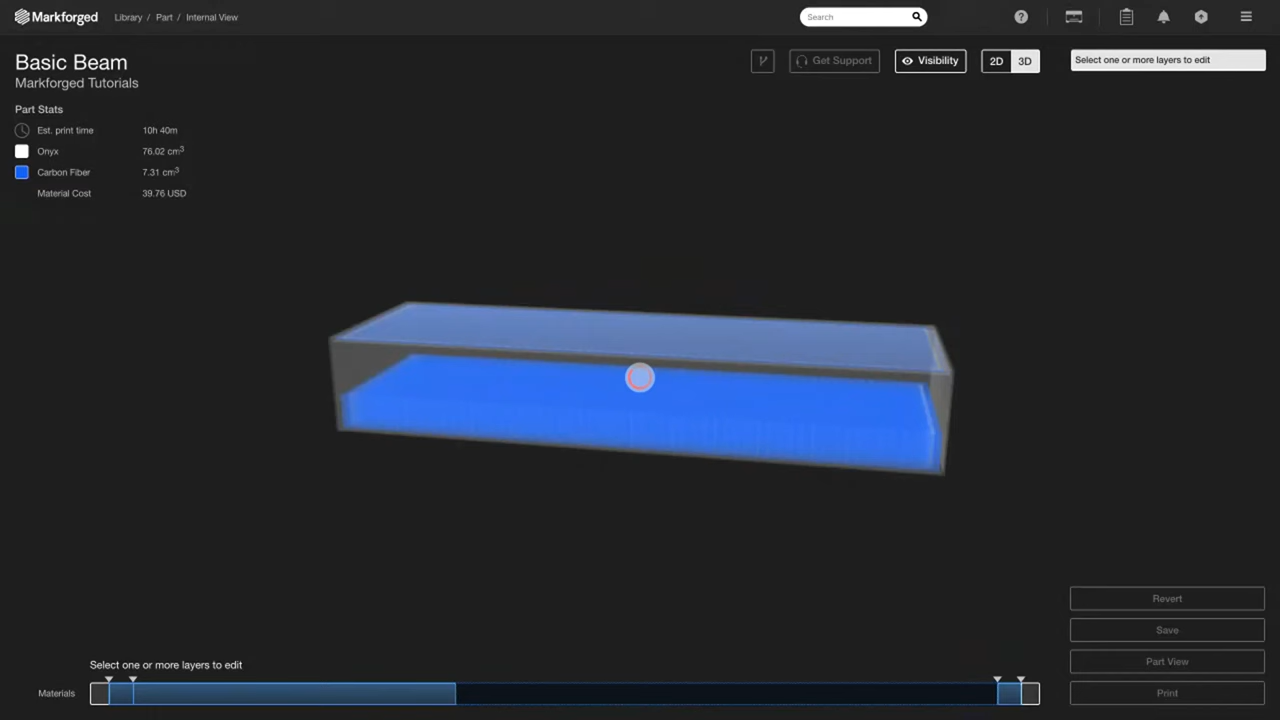 Markforged
Library / Part / Internal View
Search
?
Basic Beam
Markforged Tutorials
Get Support
Visibility
2D
3D
Select one or more layers to edit
Part Stats
Est. print time 10h 40m
Onyx 76.02 cm³
Carbon Fiber 7.31 cm³
Material Cost 39.76 USD
Revert
Save
Part View
Print
Select one or more layers to edit
Materials